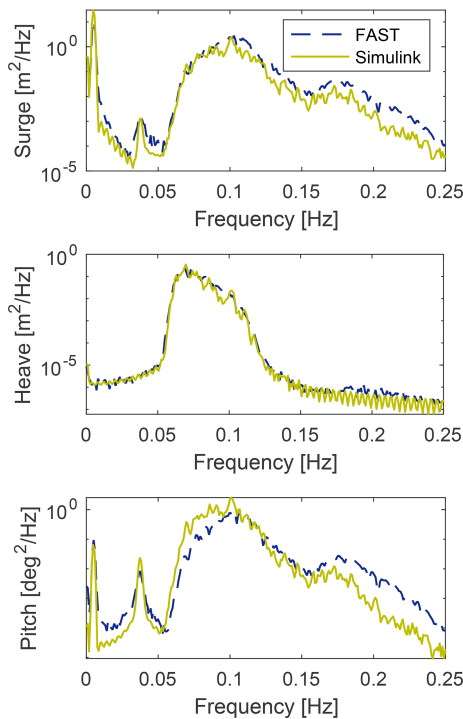 Surge [m²/Hz]
10⁰
10⁻⁵
FAST
Simulink
0 0.05 0.1 0.15 0.2 0.25
Frequency [Hz]
Heave [m²/Hz]
10⁰
10⁻⁵
0 0.05 0.1 0.15 0.2 0.25
Frequency [Hz]
Pitch [deg²/Hz]
10⁰
0 0.05 0.1 0.15 0.2 0.25
Frequency [Hz]